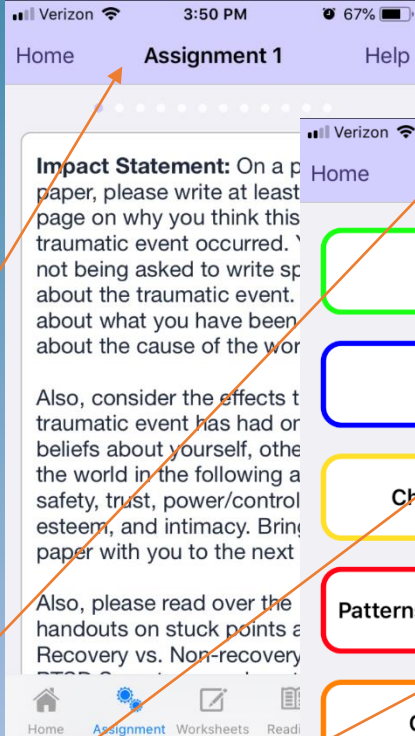 Verizon 3:50 PM 67%
Home Assignment 1 Help
Impact Statement: On a p
paper, please write at least
page on why you think this
traumatic event occurred.
not being asked to write sp
about the traumatic event.
about what you have been
about the cause of the wor
Also, consider the effects t
traumatic event has had or
beliefs about yourself, othe
the world in the following a
safety, trust, power/control
esteem, and intimacy. Bring
paper with you to the next
Also, please read over the
handouts on stuck points a
Recovery vs. Non-recovery
Home Assignment Worksheets Readi
Verizon
Home
Ch
Pattern